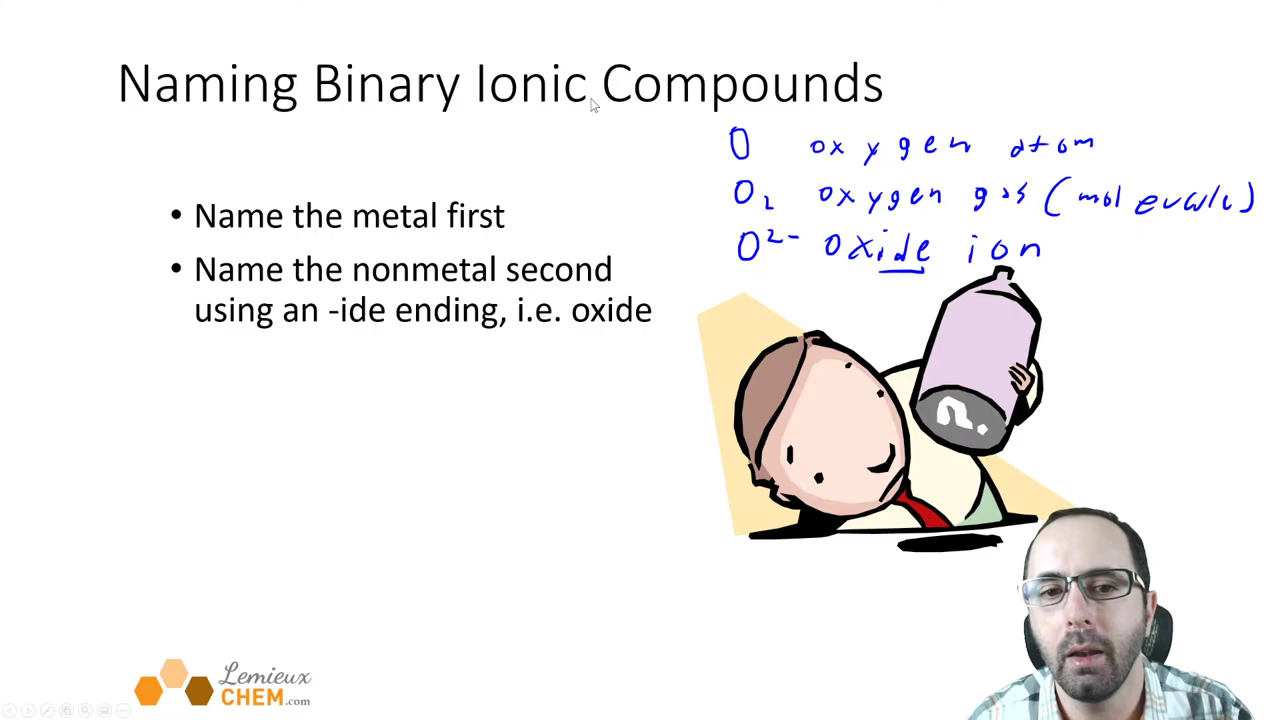 Naming Binary Ionic Compounds
O oxygen atom
O₂ oxygen gas (molecule)
O²⁻ oxide ion
• Name the metal first
• Name the nonmetal second
using an -ide ending, i.e. oxide
?
Lemieux
CHEM.com